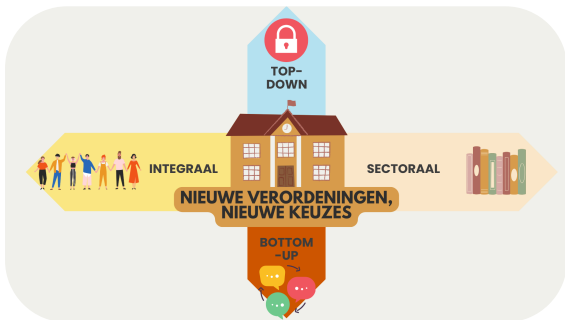 TOP-
DOWN
INTEGRAAL
SECTORAAL
NIEUWE VERORDENINGEN,
NIEUWE KEUZES
BOTTOM
-UP